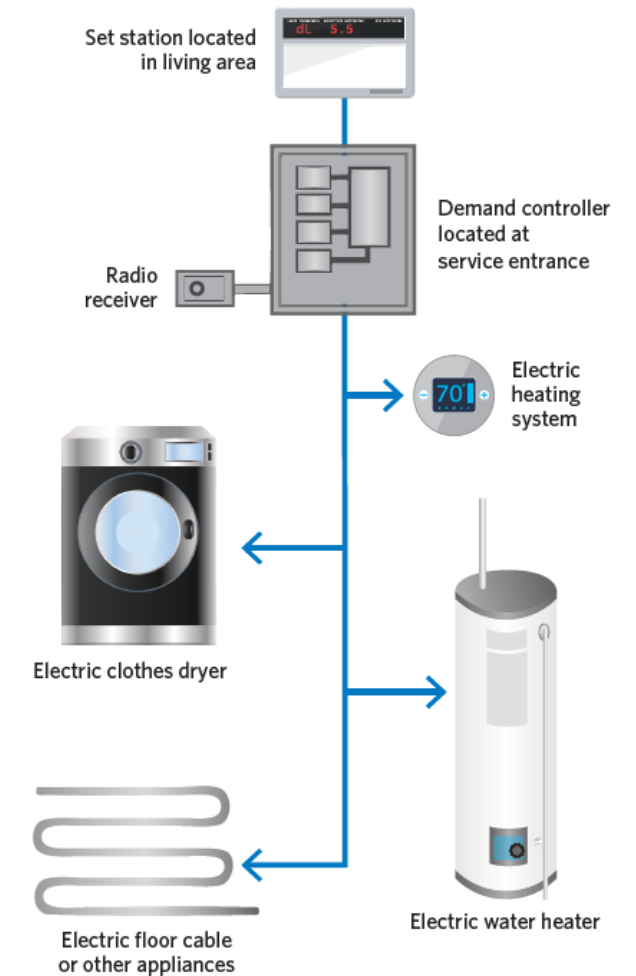 dL 5.5
Set station located
in living area
Demand controller
located at
service entrance
Radio
receiver
Electric
heating
system
70°
Electric clothes dryer
Electric water heater
Electric floor cable
or other appliances